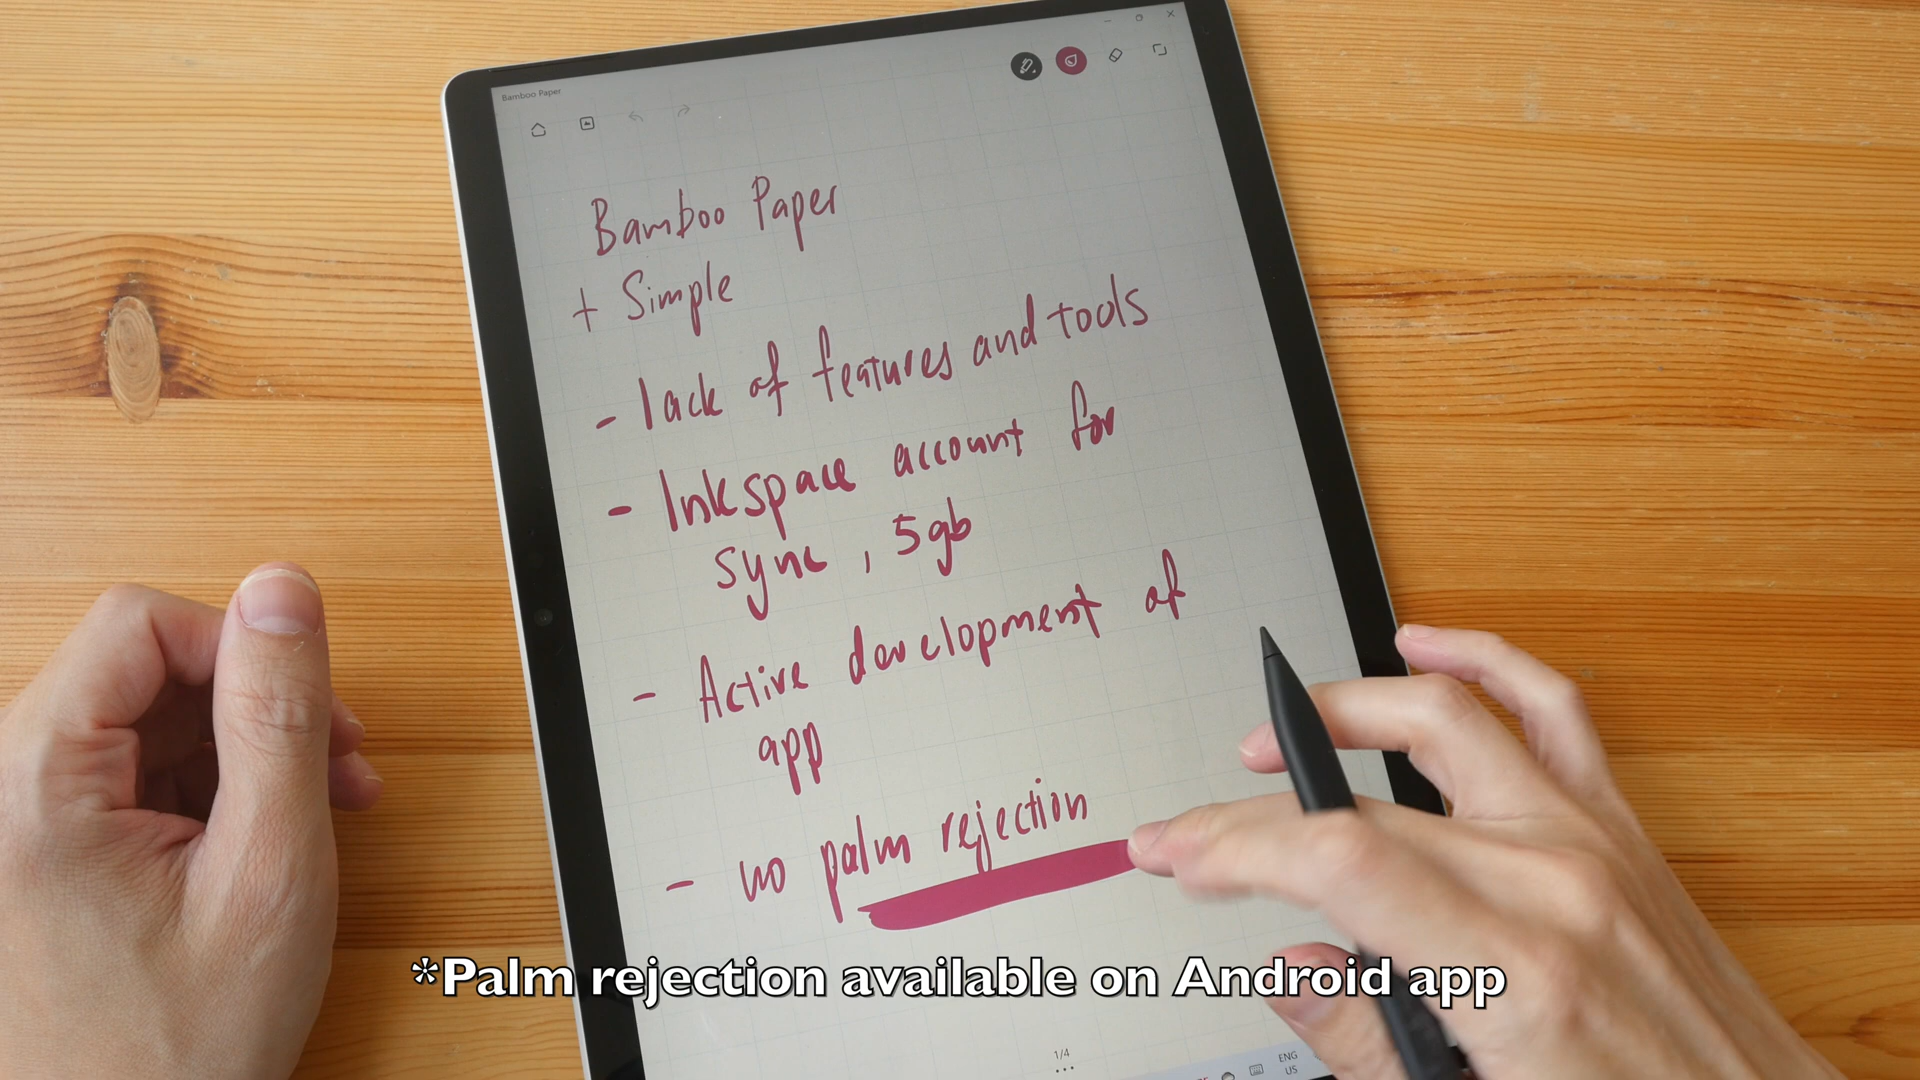 Bamboo Paper
Bamboo Paper
+ Simple
- lack of features and tools
- Inkspace account for
sync, 5gb
- Active development of
app
- no palm rejection
*Palm rejection available on Android app
1/4
ENG
US